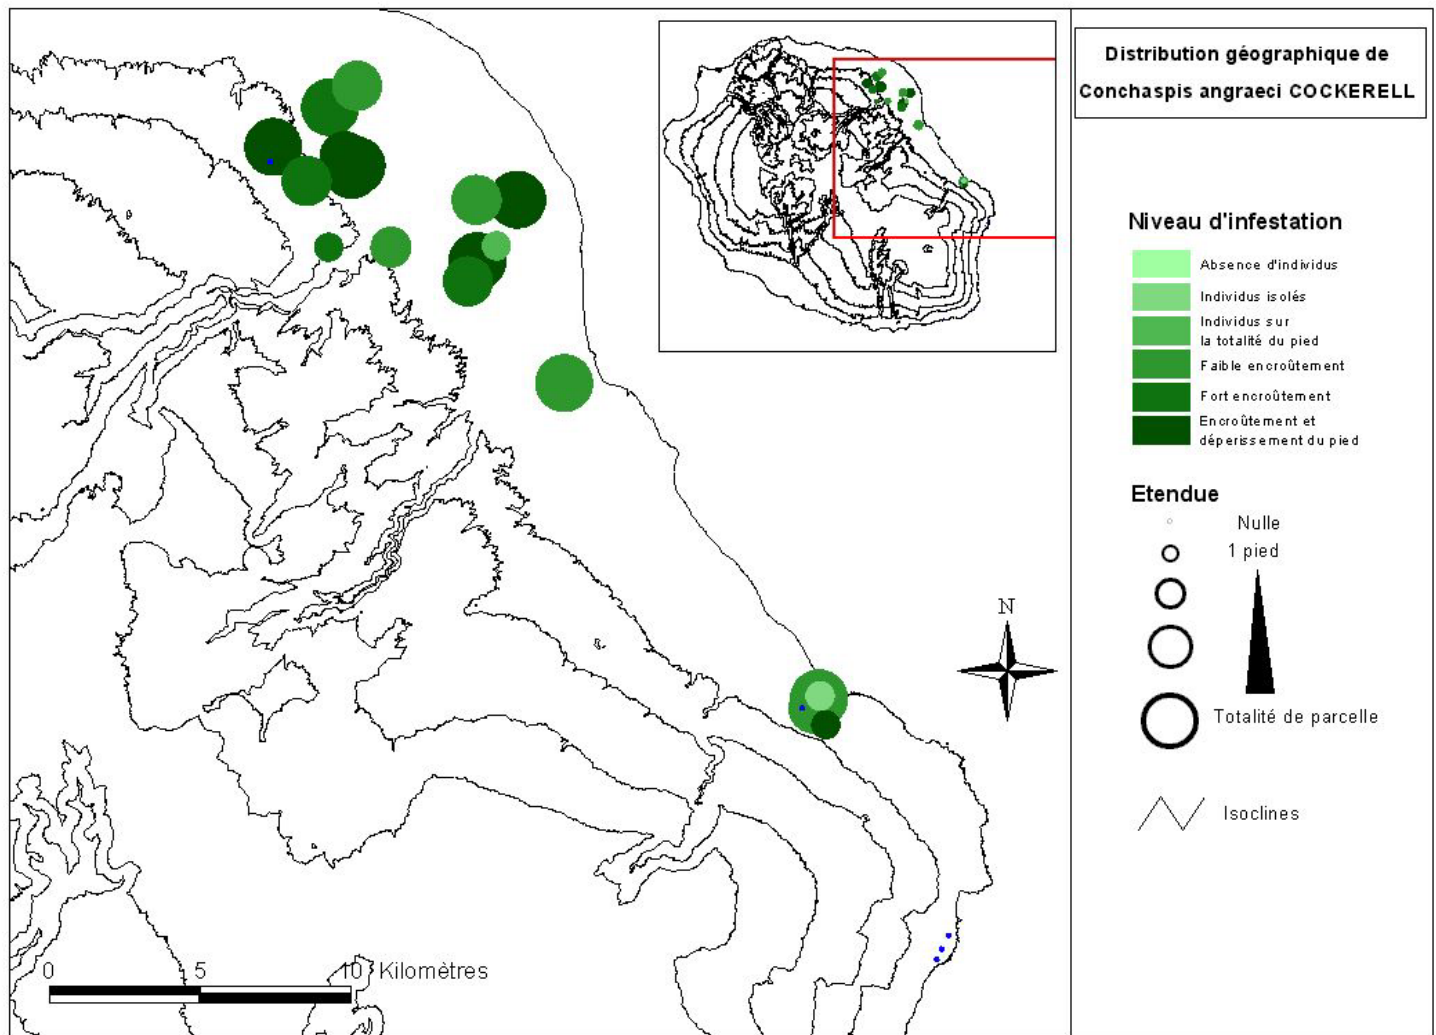 Distribution géographique de
Conchaspis angraeci COCKERELL
Niveau d'infestation
Absence d'individus
Individus isolés
Individus sur
la totalité du pied
Faible encroûtement
Fort encroûtement
Encroûtement et
déperissement du pied
Etendue
Nulle
1 pied
Totalité de parcelle
Isoclines
N
0 5 10 Kilomètres